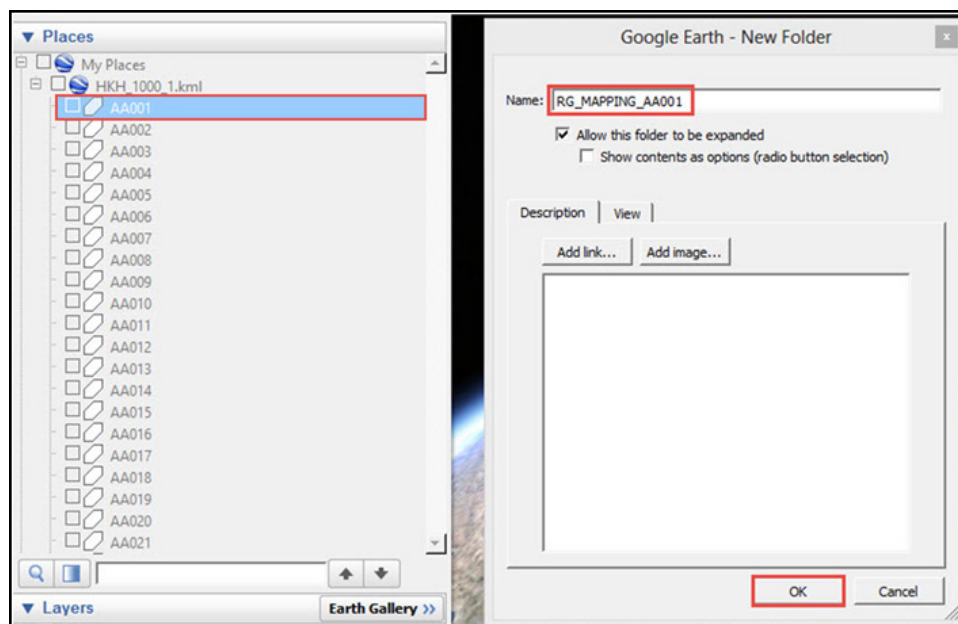 Places
My Places
HKH_1000_1.kml
AA001
AA002
AA003
AA004
AA005
AA006
AA007
AA008
AA009
AA010
AA011
AA012
AA013
AA014
AA015
AA016
AA017
AA018
AA019
AA020
AA021
Layers
Earth Gallery >>
Google Earth - New Folder
x
Name: RG_MAPPING_AA001
Allow this folder to be expanded
Show contents as options (radio button selection)
Description View
Add link... Add image...
OK Cancel